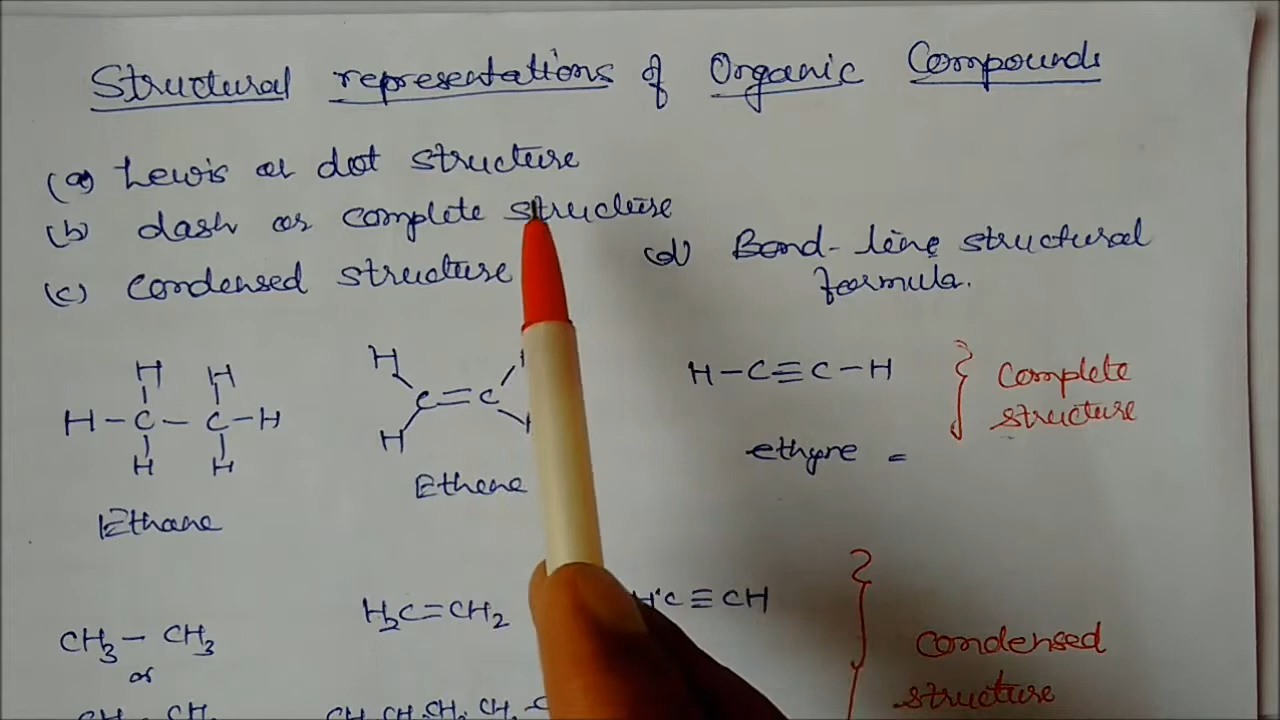 Structural representations of Organic Compounds
(a) Lewis or dot structure
(b) dash or complete structure
(c) Condensed structure
(d) Bond-line structural
formula.
H H
H-C-C-H
H H
Ethane
H
C=C
H
Ethene
H-C≡C-H
ethyne =
} Complete
structure
CH3-CH3
or
H2C=CH2
HC≡CH
} Condensed
structure